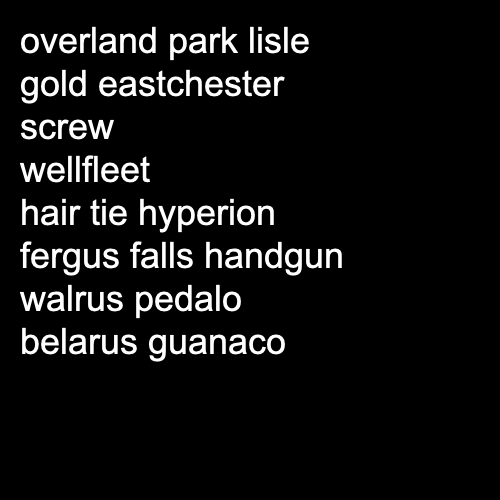 overland park lisle
gold eastchester
screw
wellfleet
hair tie hyperion
fergus falls handgun
walrus pedalo
belarus guanaco